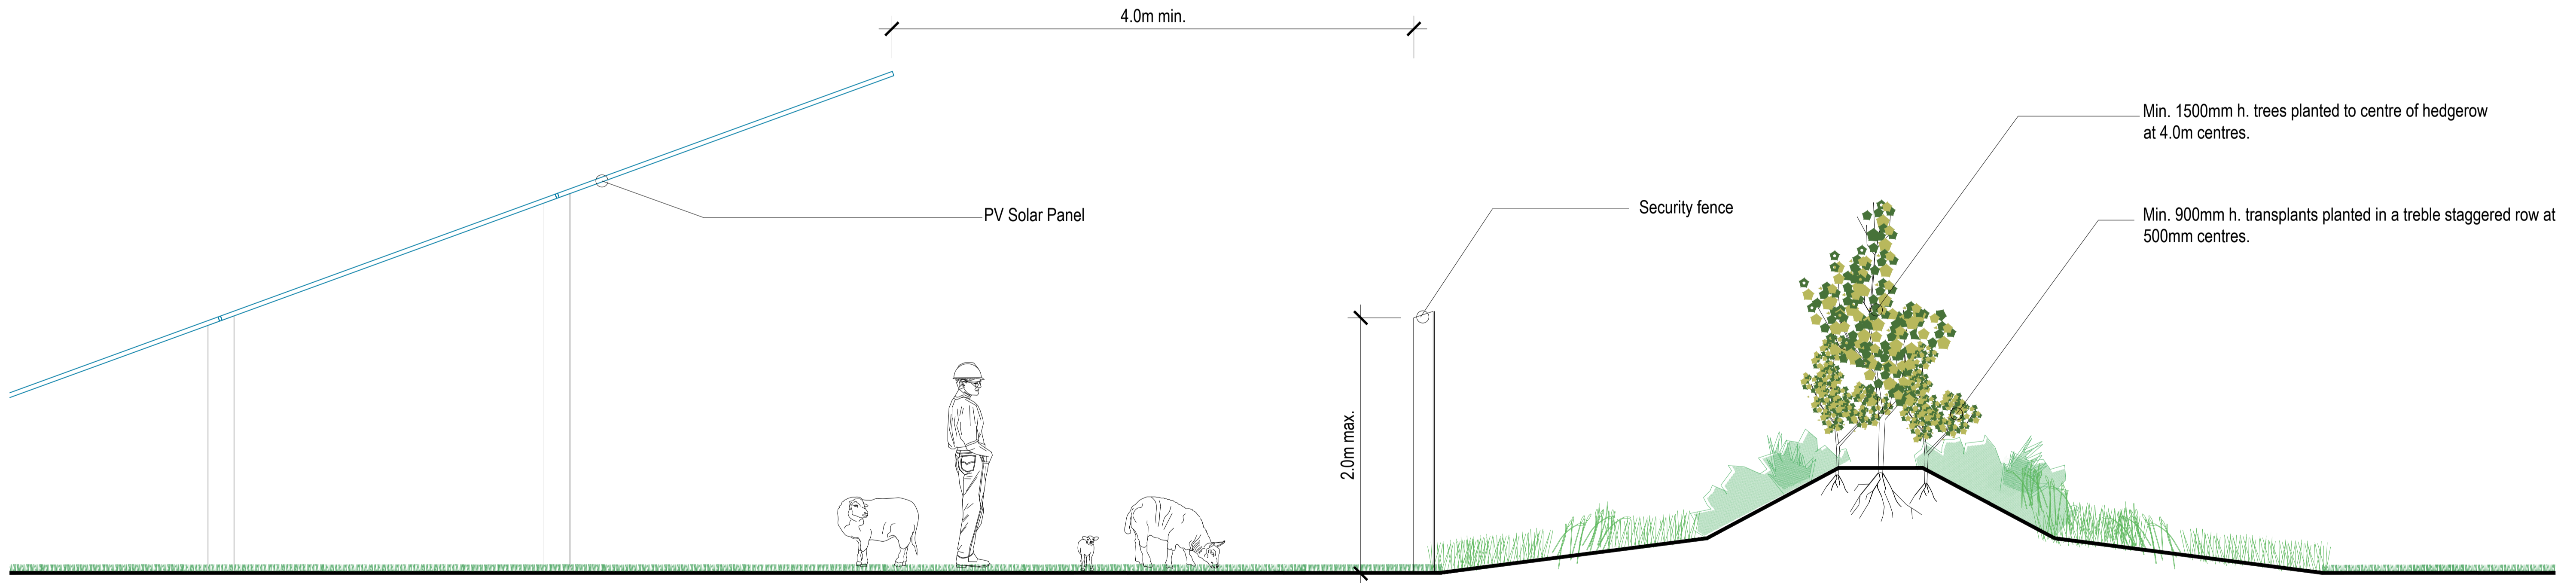 4.0m min.
Min. 1500mm h. trees planted to centre of hedgerow
at 4.0m centres.
PV Solar Panel
Security fence
Min. 900mm h. transplants planted in a treble staggered row at
500mm centres.
2.0m max.